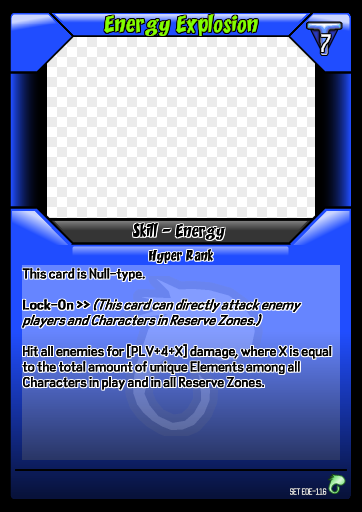 Energy Explosion
7
Skill - Energy
Hyper Rank
This card is Null-type.
Lock-On >> (This card can directly attack enemy
players and Characters in Reserve Zones.)
Hit all enemies for [PLV+4+X] damage, where X is equal
to the total amount of unique Elements among all
Characters in play and in all Reserve Zones.
SET EOE-116